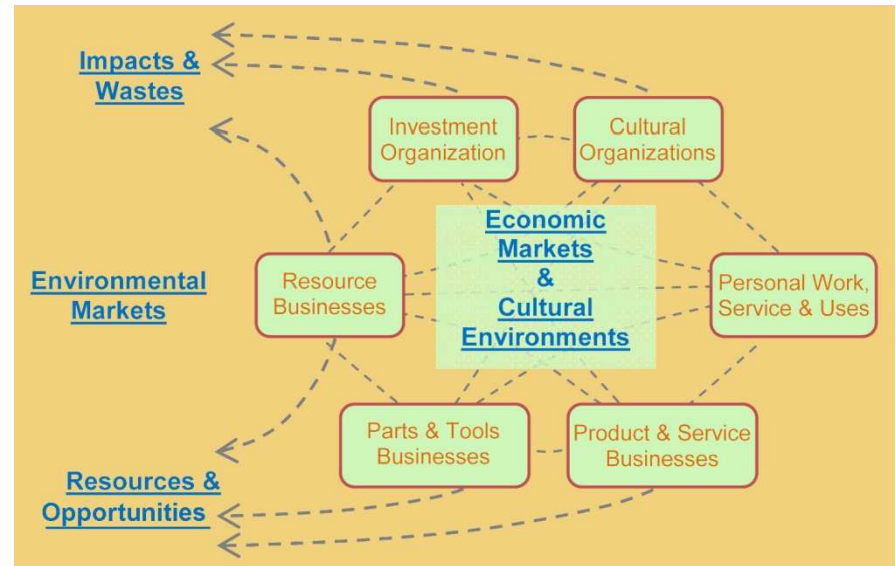 Impacts &
Wastes
Investment
Organization
Cultural
Organizations
Economic
Markets
&
Cultural
Environments
Environmental
Markets
Resource
Businesses
Personal Work,
Service & Uses
Parts & Tools
Businesses
Product & Service
Businesses
Resources &
Opportunities